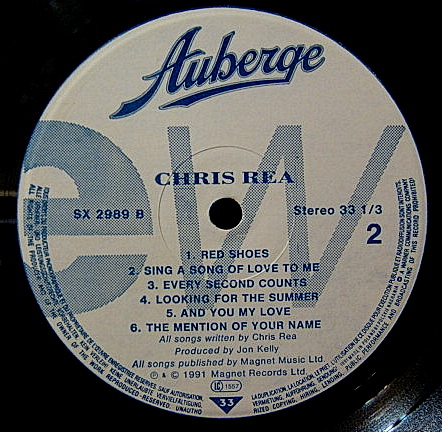 Auberge
ew
CHRIS REA
SX 2989 B
Stereo 33 1/3
2
1. RED SHOES
2. SING A SONG OF LOVE TO ME
3. EVERY SECOND COUNTS
4. LOOKING FOR THE SUMMER
5. AND YOU MY LOVE
6. THE MENTION OF YOUR NAME
All songs written by Chris Rea
Produced by Jon Kelly
All songs published by Magnet Music Ltd.
℗ & © 1991 Magnet Records Ltd.
LC 1557
33